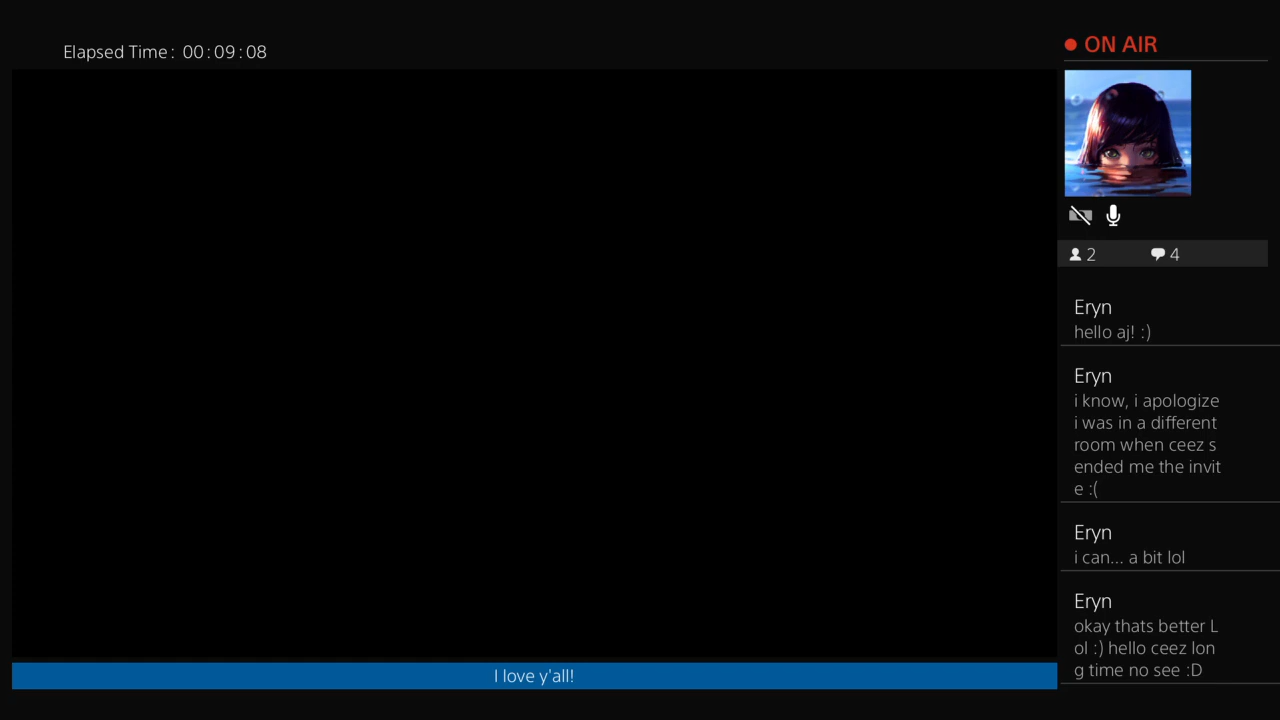 Elapsed Time: 00:09:08
ON AIR
2 4
Eryn
hello aj! :)
Eryn
i know, i apologize
i was in a different
room when ceez s
ended me the invit
e :(
Eryn
i can... a bit lol
Eryn
okay thats better L
ol :) hello ceez lon
g time no see :D
I love y'all!